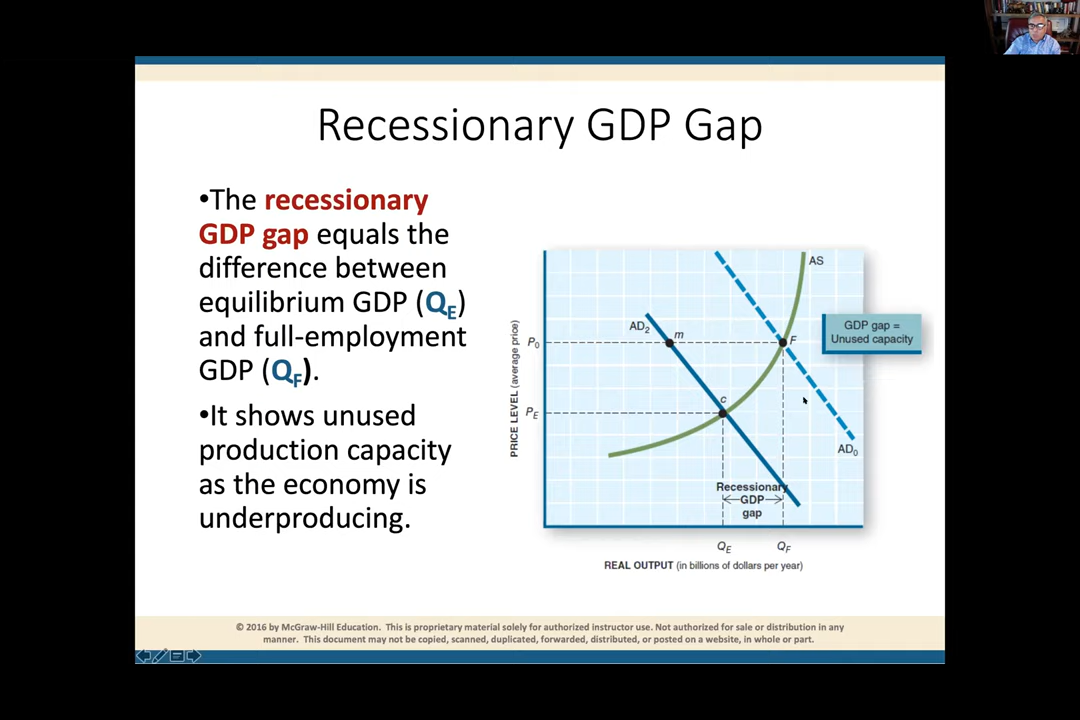 Recessionary GDP Gap
•The recessionary
GDP gap equals the
difference between
equilibrium GDP (QE)
and full-employment
GDP (QF).
•It shows unused
production capacity
as the economy is
underproducing.
AS
GDP gap =
Unused capacity
AD2
m
P0
F
c
PE
AD0
PRICE LEVEL (average price)
Recessionary
GDP
gap
QE QF
REAL OUTPUT (in billions of dollars per year)
© 2016 by McGraw-Hill Education. This is proprietary material solely for authorized instructor use. Not authorized for sale or distribution in any
manner. This document may not be copied, scanned, duplicated, forwarded, distributed, or posted on a website, in whole or part.